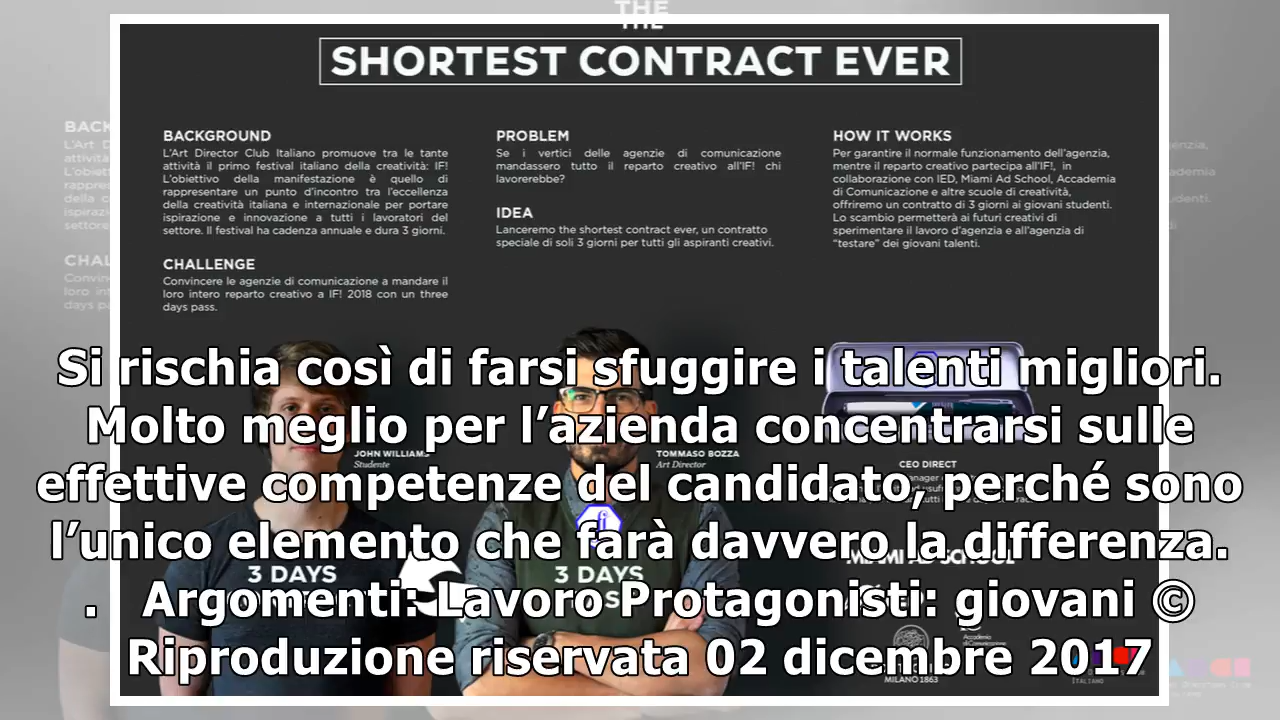 THE
THE
SHORTEST CONTRACT EVER
BACKGROUND
L'Art Director Club Italiano promuove tra le tante
attività il primo festival italiano della creatività: IF!
L'obiettivo della manifestazione è quello di
rappresentare un punto d'incontro tra l'eccellenza
della creatività italiana e internazionale per portare
ispirazione e innovazione a tutti i lavoratori del
settore. Il festival ha cadenza annuale e dura 3 giorni.
CHALLENGE
Convincere le agenzie di comunicazione a mandare il
loro intero reparto creativo a IF! 2018 con un three
days pass.
PROBLEM
Se i vertici delle agenzie di comunicazione
mandassero tutto il reparto creativo all'IF! chi
lavorerebbe?
IDEA
Lanceremo the shortest contract ever, un contratto
speciale di soli 3 giorni per tutti gli aspiranti creativi.
HOW IT WORKS
Per garantire il normale funzionamento dell'agenzia,
mentre il reparto creativo partecipa all'IF!, in
collaborazione con IED, Miami Ad School, Accademia
di Comunicazione e altre scuole di creatività,
offriremo un contratto di 3 giorni ai giovani studenti.
Lo scambio permetterà ai futuri creativi di
sperimentare il lavoro d'agenzia e all'agenzia di
"testare" dei giovani talenti.
Si rischia così di farsi sfuggire i talenti migliori.
Molto meglio per l'azienda concentrarsi sulle
effettive competenze del candidato, perché sono
l'unico elemento che farà davvero la differenza.
. Argomenti: Lavoro Protagonisti: giovani ©
Riproduzione riservata 02 dicembre 2017
JOHN WILLIAMS
Studente
TOMMASO BOZZA
Art Director
CEO DIRECT
3 DAYS
3 DAYS
MIAMI AD SCHOOL
Accademia
di Comunicazione
MILANO 1863
ITALIANO